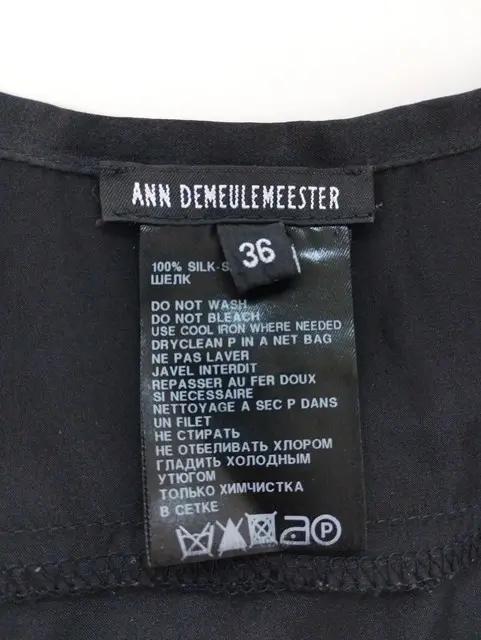 ANN DEMEULEMEESTER
36
100% SILK-S
ШЕЛК
DO NOT WASH
DO NOT BLEACH
USE COOL IRON WHERE NEEDED
DRYCLEAN P IN A NET BAG
NE PAS LAVER
JAVEL INTERDIT
REPASSER AU FER DOUX
SI NECESSAIRE
NETTOYAGE A SEC P DANS
UN FILET
НЕ СТИРАТЬ
НЕ ОТБЕЛИВАТЬ ХЛОРОМ
ГЛАДИТЬ ХОЛОДНЫМ
УТЮГОМ
ТОЛЬКО ХИМЧИСТКА
В СЕТКЕ
P